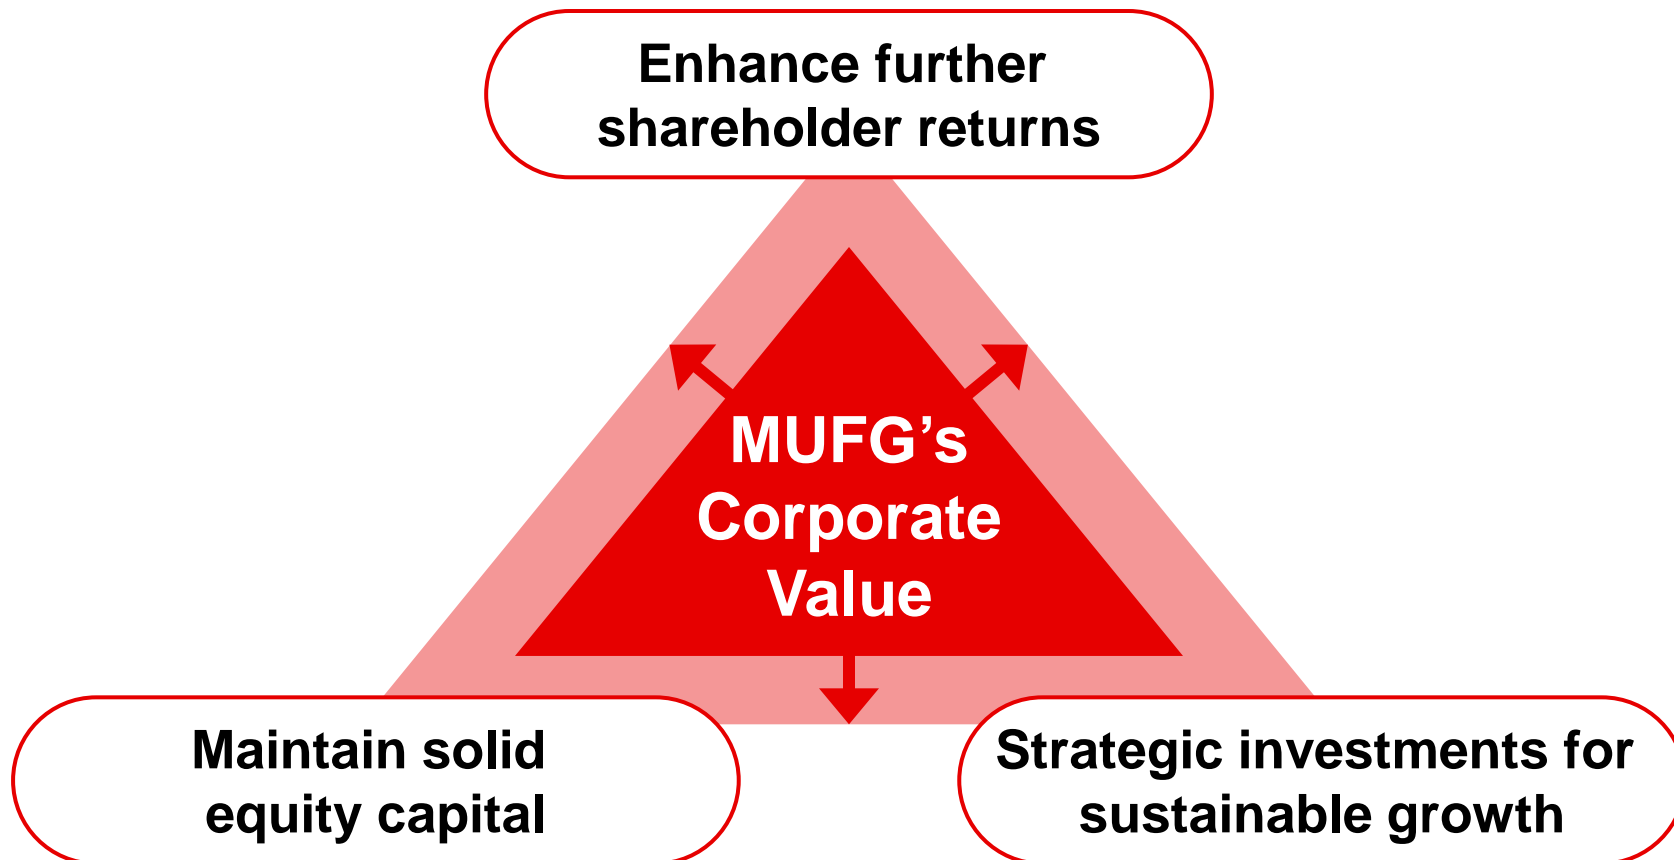 Enhance further
shareholder returns
MUFG’s
Corporate
Value
Maintain solid
equity capital
Strategic investments for
sustainable growth